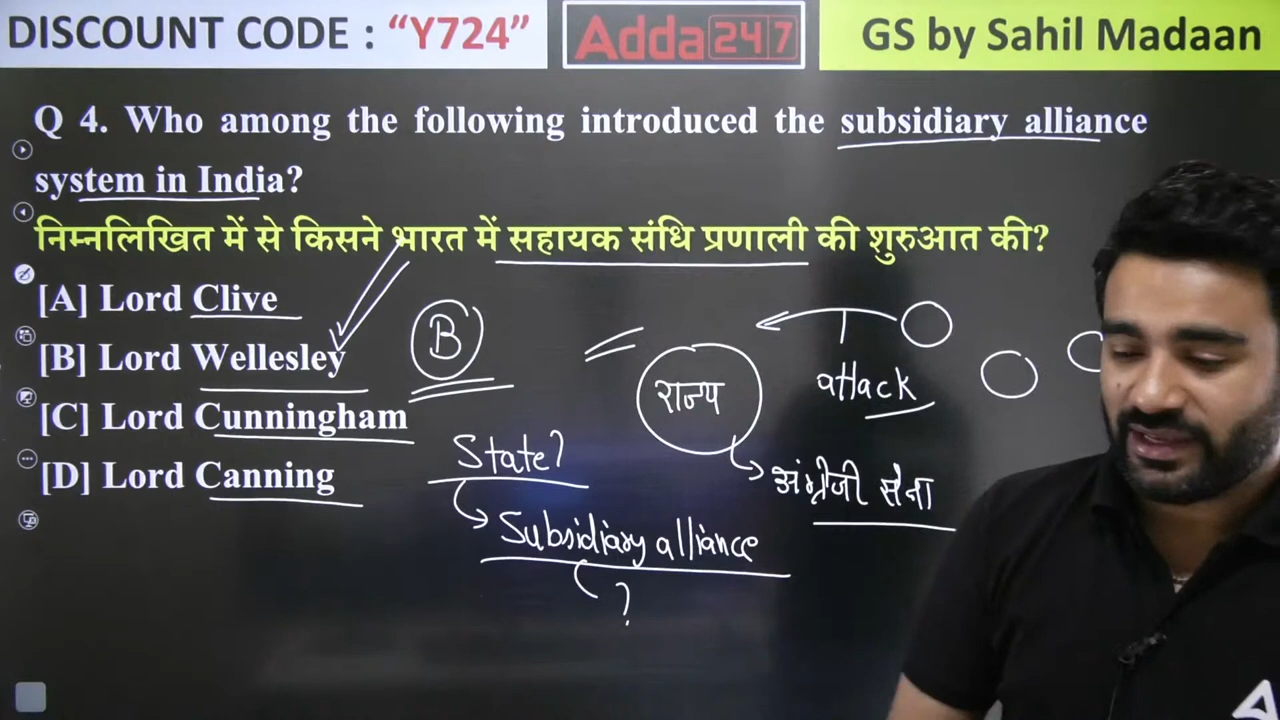 DISCOUNT CODE : “Y724”
Adda247
GS by Sahil Madaan
Q 4. Who among the following introduced the subsidiary alliance
system in India?
निम्नलिखित में से किसने भारत में सहायक संधि प्रणाली की शुरुआत की?
[A] Lord Clive
[B] Lord Wellesley
[C] Lord Cunningham
[D] Lord Canning
B
राज्य
attack
State?
अंग्रेजी सेना
Subsidiary alliance
?